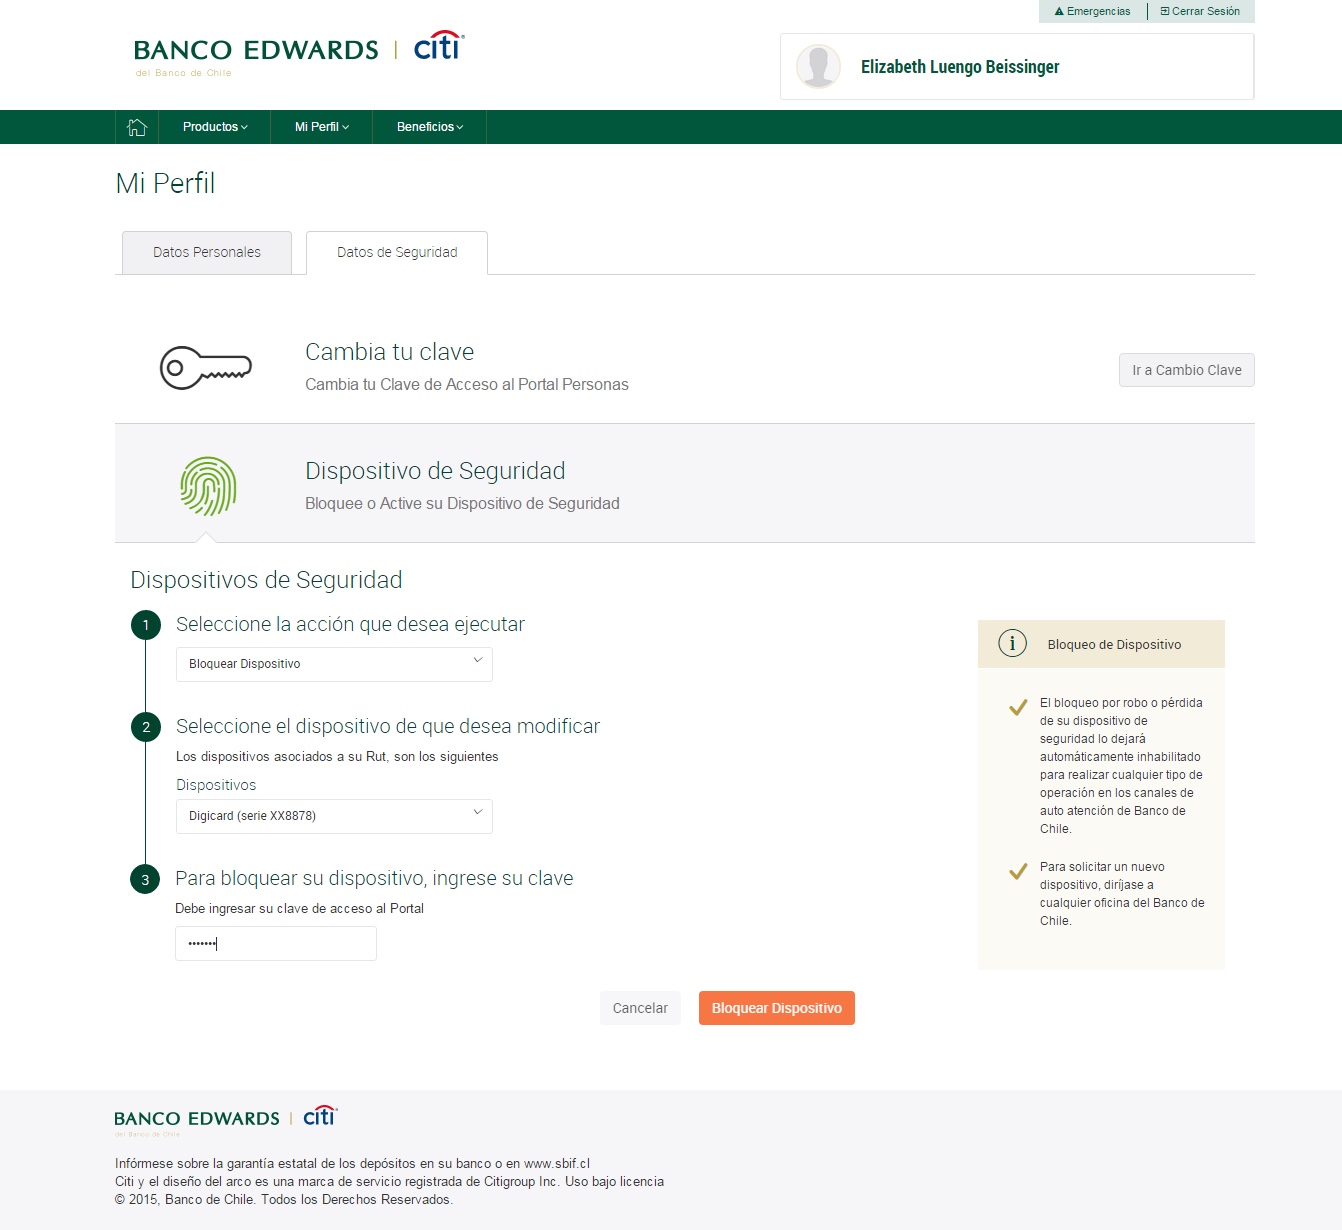 Emergencias
Cerrar Sesión
BANCO EDWARDS | citi
del Banco de Chile
Elizabeth Luengo Beissinger
Productos
Mi Perfil
Beneficios
Mi Perfil
Datos Personales
Datos de Seguridad
Cambia tu clave
Cambia tu Clave de Acceso al Portal Personas
Ir a Cambio Clave
Dispositivo de Seguridad
Bloquee o Active su Dispositivo de Seguridad
Dispositivos de Seguridad
1 Seleccione la acción que desea ejecutar
Bloquear Dispositivo
2 Seleccione el dispositivo de que desea modificar
Los dispositivos asociados a su Rut, son los siguientes
Dispositivos
Digicard (serie XX8878)
3 Para bloquear su dispositivo, ingrese su clave
Debe ingresar su clave de acceso al Portal
•••••••
Cancelar
Bloquear Dispositivo
i Bloqueo de Dispositivo
El bloqueo por robo o pérdida
de su dispositivo de
seguridad lo dejará
automáticamente inhabilitado
para realizar cualquier tipo de
operación en los canales de
auto atención de Banco de
Chile.
Para solicitar un nuevo
dispositivo, diríjase a
cualquier oficina del Banco de
Chile.
BANCO EDWARDS | citi
del Banco de Chile
Infórmese sobre la garantía estatal de los depósitos en su banco o en www.sbif.cl
Citi y el diseño del arco es una marca de servicio registrada de Citigroup Inc. Uso bajo licencia
© 2015, Banco de Chile. Todos los Derechos Reservados.